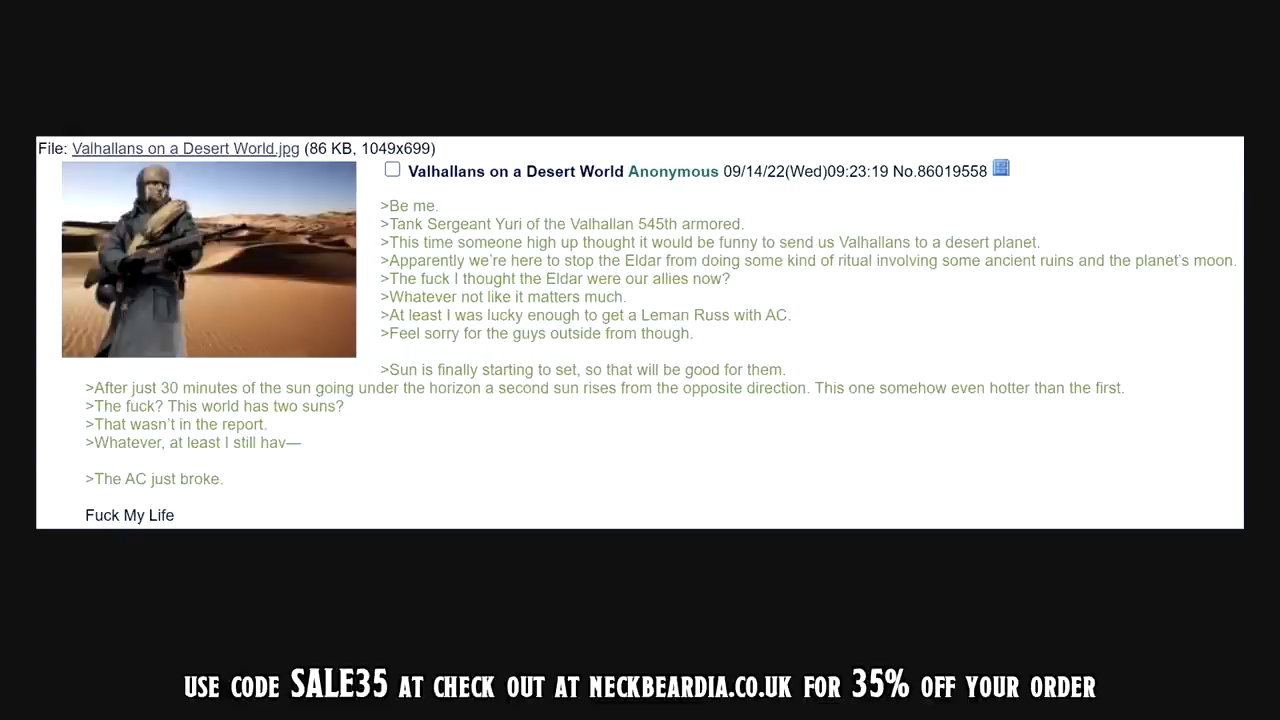 File: Valhallans on a Desert World.jpg (86 KB, 1049x699)
Valhallans on a Desert World Anonymous 09/14/22(Wed)09:23:19 No.86019558
>Be me.
>Tank Sergeant Yuri of the Valhallan 545th armored.
>This time someone high up thought it would be funny to send us Valhallans to a desert planet.
>Apparently we’re here to stop the Eldar from doing some kind of ritual involving some ancient ruins and the planet’s moon.
>The fuck I thought the Eldar were our allies now?
>Whatever not like it matters much.
>At least I was lucky enough to get a Leman Russ with AC.
>Feel sorry for the guys outside from though.
>Sun is finally starting to set, so that will be good for them.
>After just 30 minutes of the sun going under the horizon a second sun rises from the opposite direction. This one somehow even hotter than the first.
>The fuck? This world has two suns?
>That wasn’t in the report.
>Whatever, at least I still hav—
>The AC just broke.
Fuck My Life
USE CODE SALE35 AT CHECK OUT AT NECKBEARDIA.CO.UK FOR 35% OFF YOUR ORDER